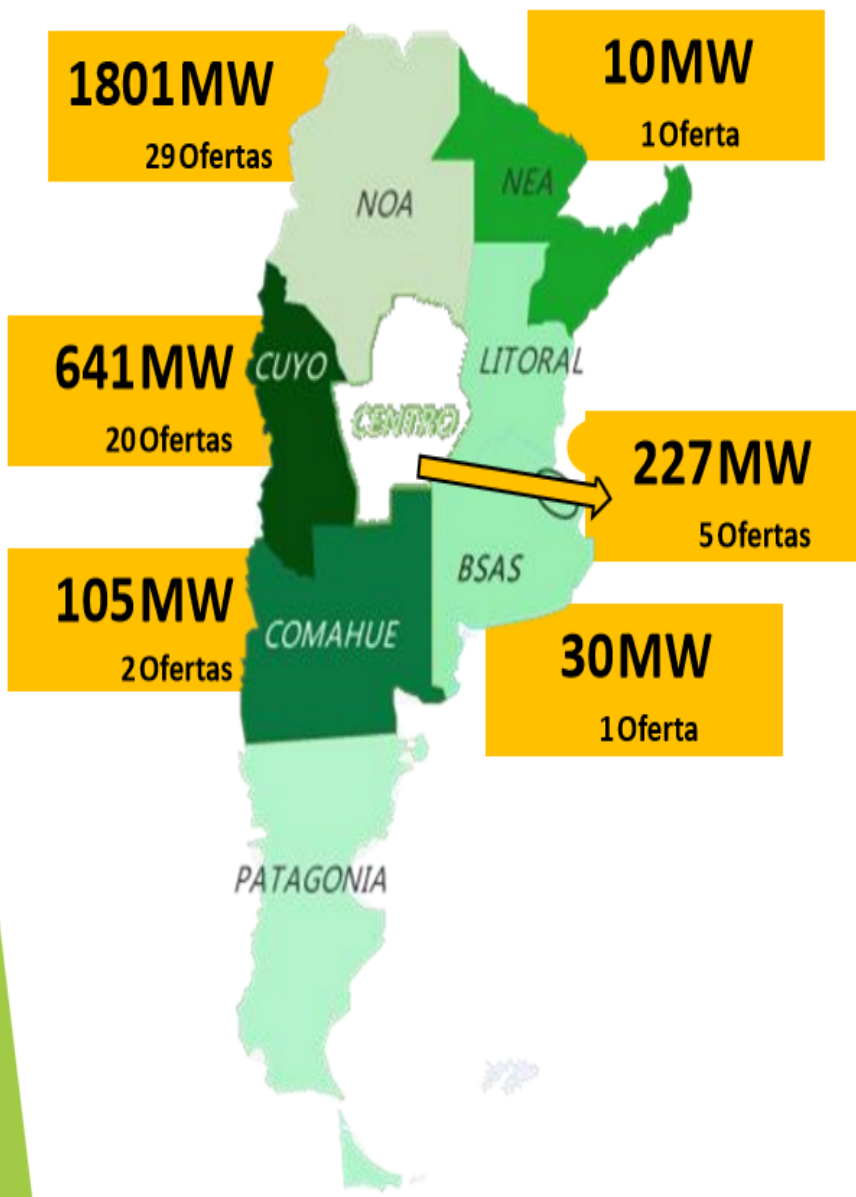 1801MW
29 Ofertas
10MW
1 Oferta
NOA
NEA
641MW
20 Ofertas
CUYO
LITORAL
CENTRO
227MW
5 Ofertas
105MW
2 Ofertas
COMAHUE
BSAS
30MW
1 Oferta
PATAGONIA